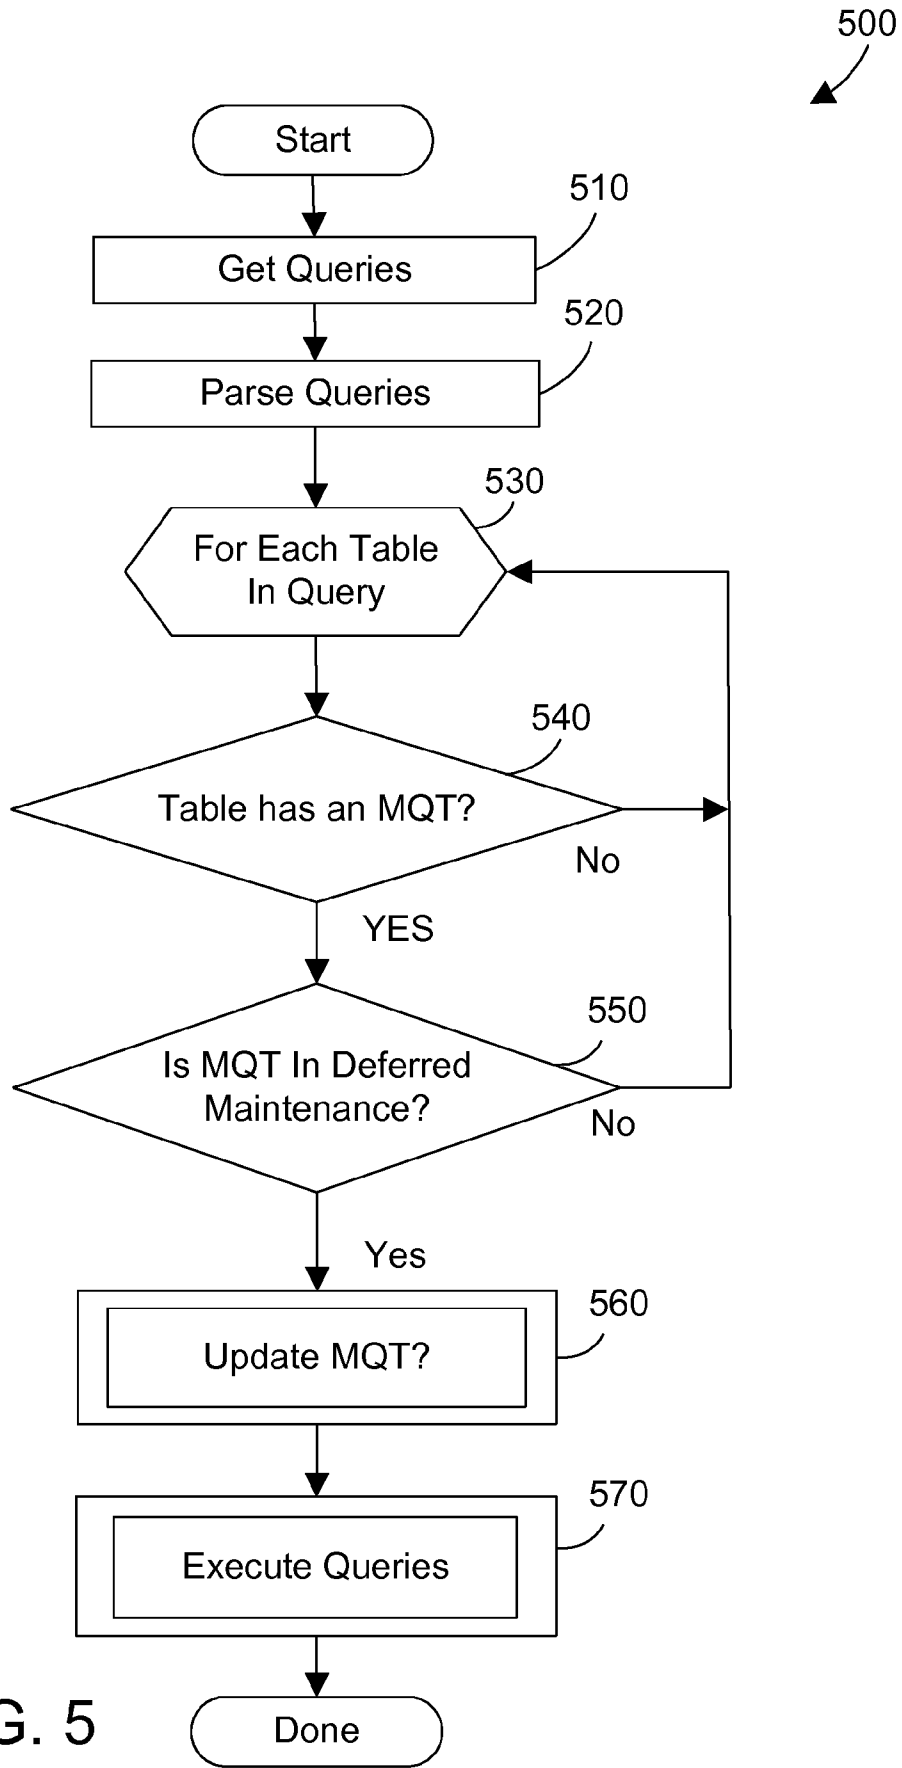 500
Start
510
Get Queries
520
Parse Queries
530
For Each Table
In Query
540
Table has an MQT?
No
YES
550
Is MQT In Deferred
Maintenance?
No
Yes
560
Update MQT?
570
Execute Queries
G. 5
Done